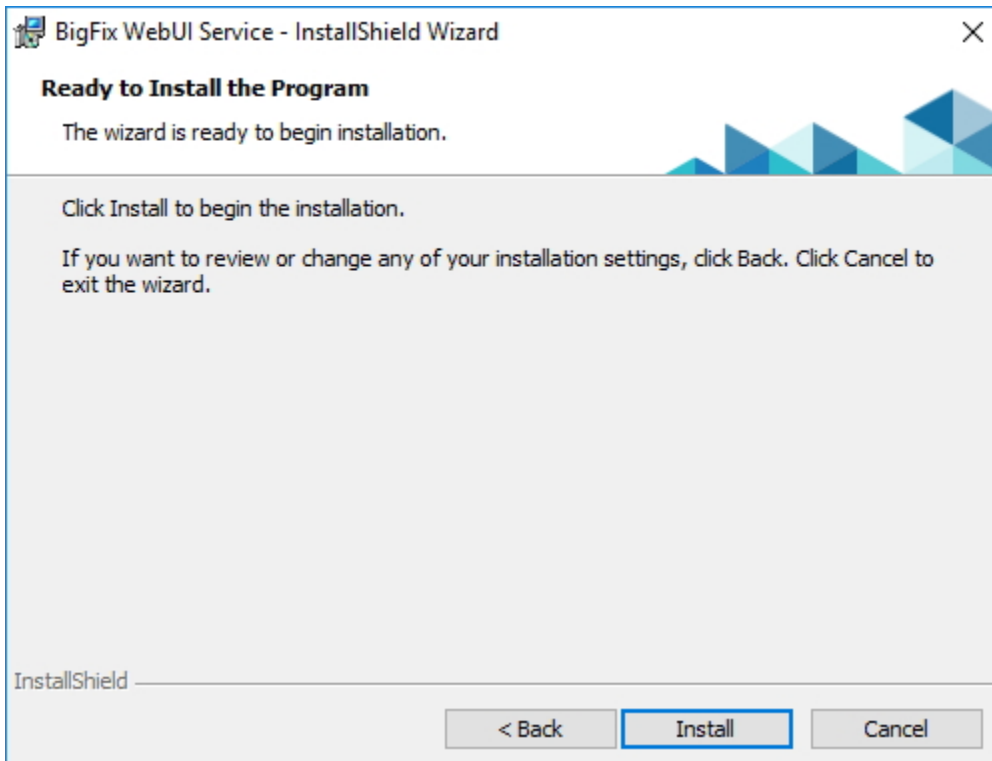 BigFix WebUI Service - InstallShield Wizard
Ready to Install the Program
The wizard is ready to begin installation.
Click Install to begin the installation.
If you want to review or change any of your installation settings, click Back. Click Cancel to
exit the wizard.
InstallShield
< Back
Install
Cancel